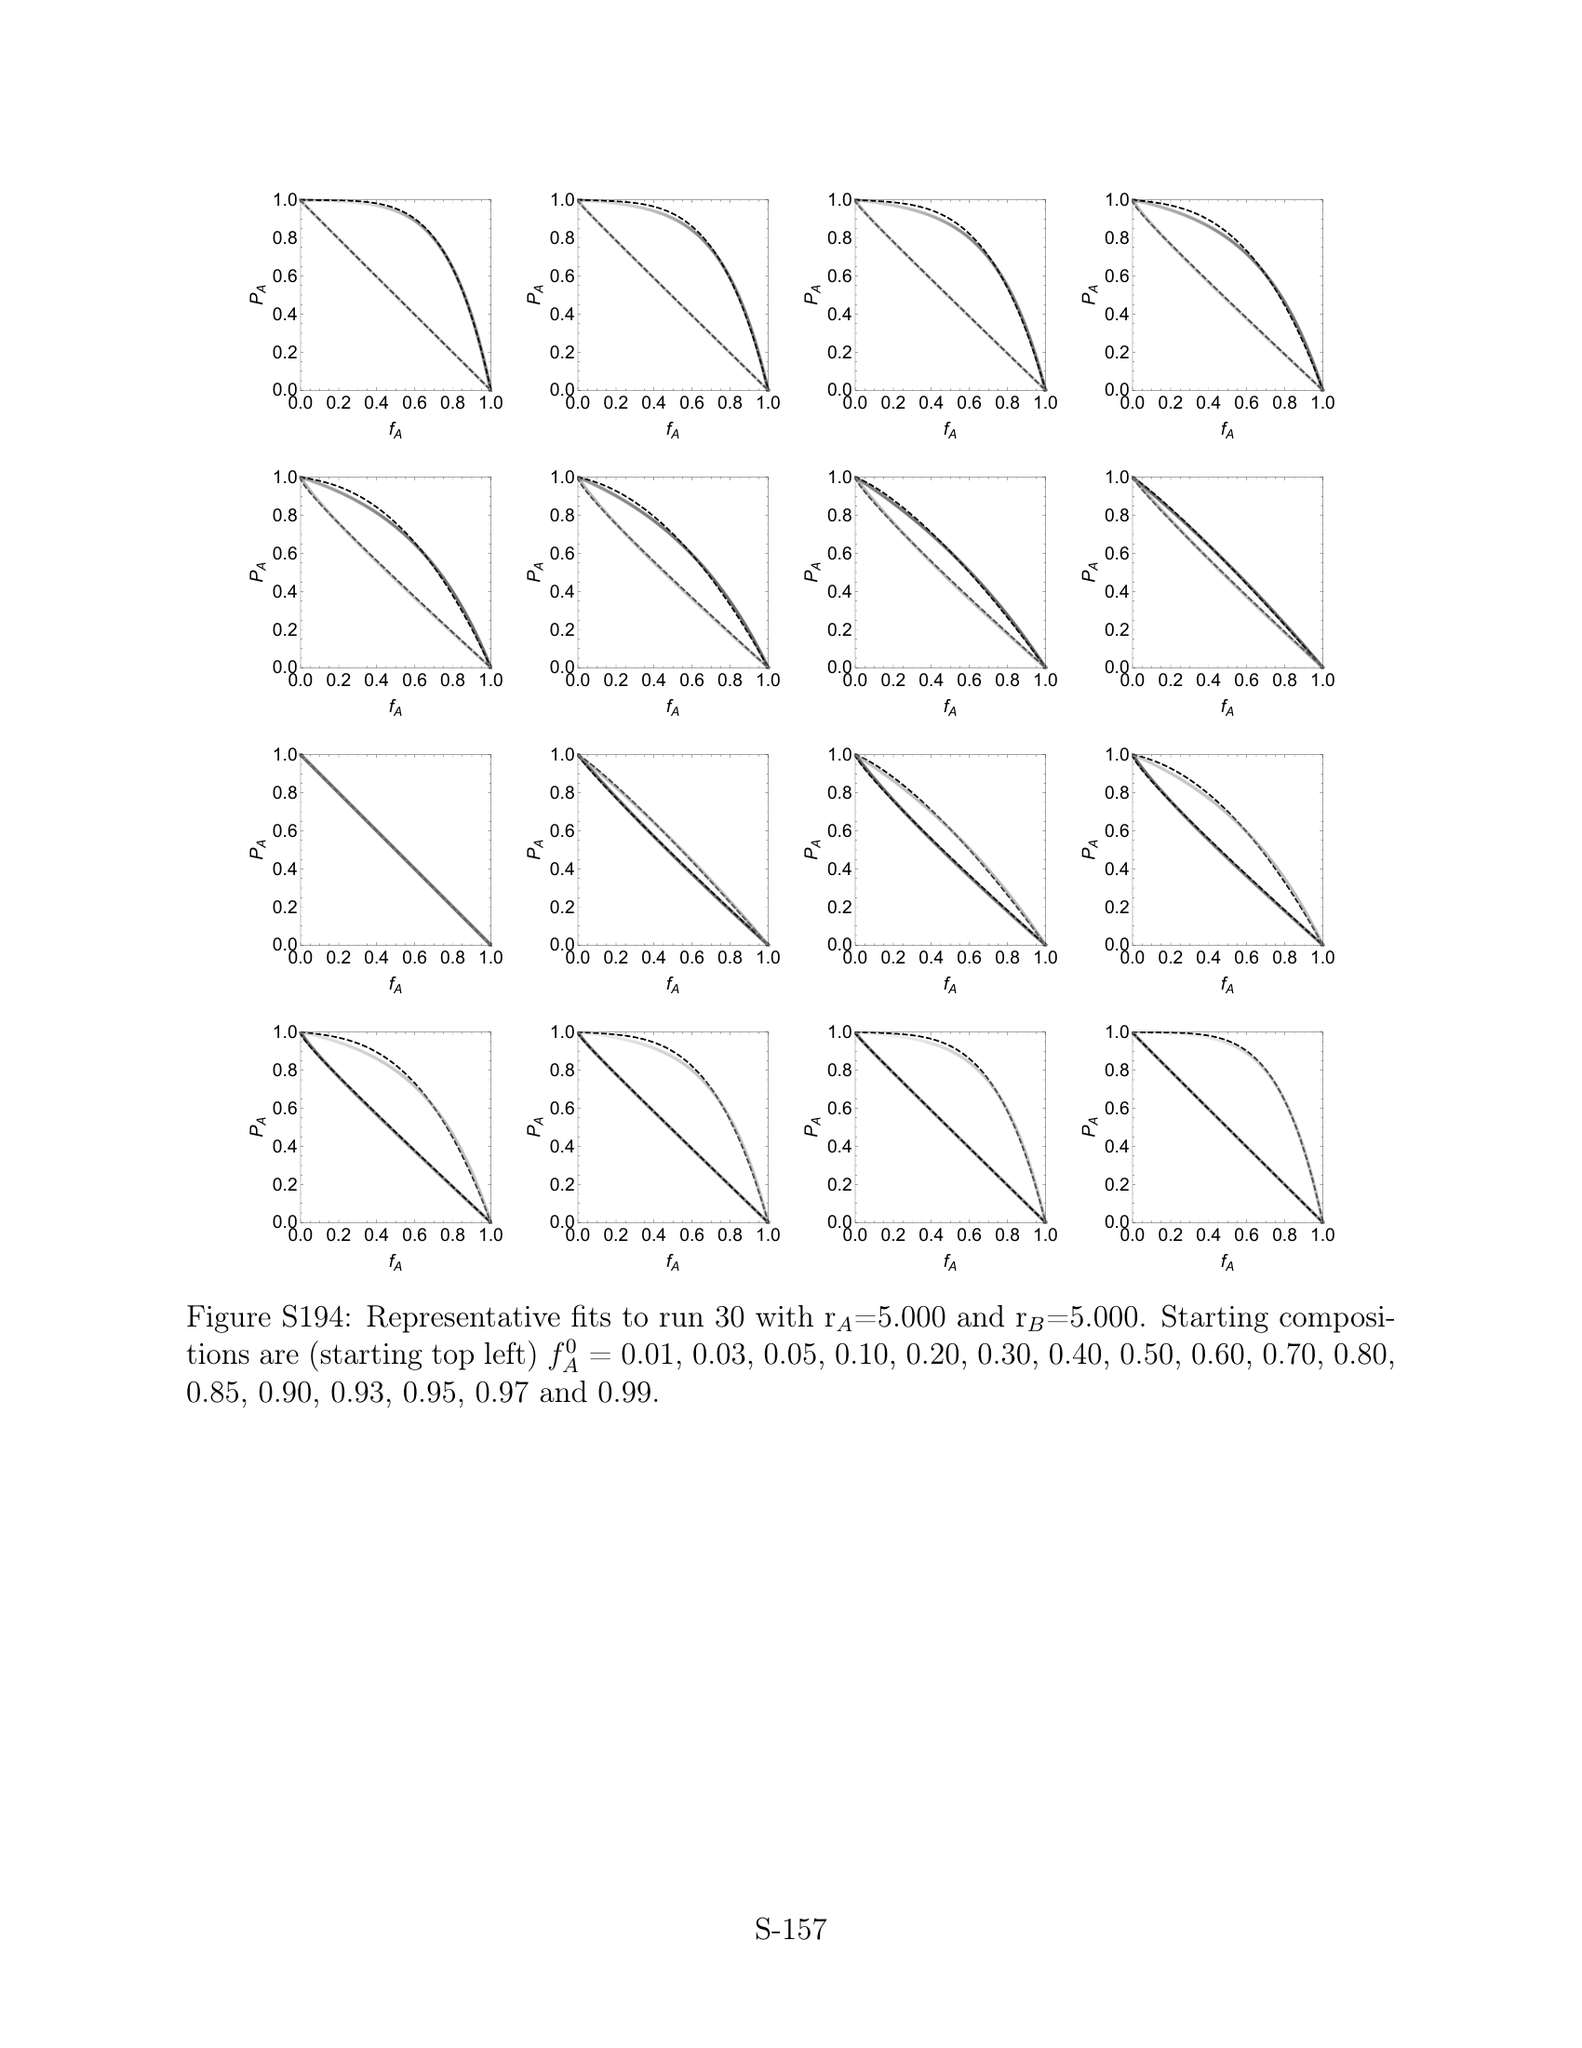 1.0 1.0 1.0 1.0
0.8 0.8 0.8 0.8
0.6 0.6 0.6 0.6
P_A P_A P_A P_A
0.4 0.4 0.4 0.4
0.2 0.2 0.2 0.2
0.0 0.0 0.0 0.0
0.0 0.2 0.4 0.6 0.8 1.0 0.0 0.2 0.4 0.6 0.8 1.0 0.0 0.2 0.4 0.6 0.8 1.0 0.0 0.2 0.4 0.6 0.8 1.0
f_A f_A f_A f_A
1.0 1.0 1.0 1.0
0.8 0.8 0.8 0.8
0.6 0.6 0.6 0.6
P_A P_A P_A P_A
0.4 0.4 0.4 0.4
0.2 0.2 0.2 0.2
0.0 0.0 0.0 0.0
0.0 0.2 0.4 0.6 0.8 1.0 0.0 0.2 0.4 0.6 0.8 1.0 0.0 0.2 0.4 0.6 0.8 1.0 0.0 0.2 0.4 0.6 0.8 1.0
f_A f_A f_A f_A
1.0 1.0 1.0 1.0
0.8 0.8 0.8 0.8
0.6 0.6 0.6 0.6
P_A P_A P_A P_A
0.4 0.4 0.4 0.4
0.2 0.2 0.2 0.2
0.0 0.0 0.0 0.0
0.0 0.2 0.4 0.6 0.8 1.0 0.0 0.2 0.4 0.6 0.8 1.0 0.0 0.2 0.4 0.6 0.8 1.0 0.0 0.2 0.4 0.6 0.8 1.0
f_A f_A f_A f_A
1.0 1.0 1.0 1.0
0.8 0.8 0.8 0.8
0.6 0.6 0.6 0.6
P_A P_A P_A P_A
0.4 0.4 0.4 0.4
0.2 0.2 0.2 0.2
0.0 0.0 0.0 0.0
0.0 0.2 0.4 0.6 0.8 1.0 0.0 0.2 0.4 0.6 0.8 1.0 0.0 0.2 0.4 0.6 0.8 1.0 0.0 0.2 0.4 0.6 0.8 1.0
f_A f_A f_A f_A
Figure S194: Representative fits to run 30 with r_A=5.000 and r_B=5.000. Starting composi-
tions are (starting top left) f_A^0 = 0.01, 0.03, 0.05, 0.10, 0.20, 0.30, 0.40, 0.50, 0.60, 0.70, 0.80,
0.85, 0.90, 0.93, 0.95, 0.97 and 0.99.
S-157